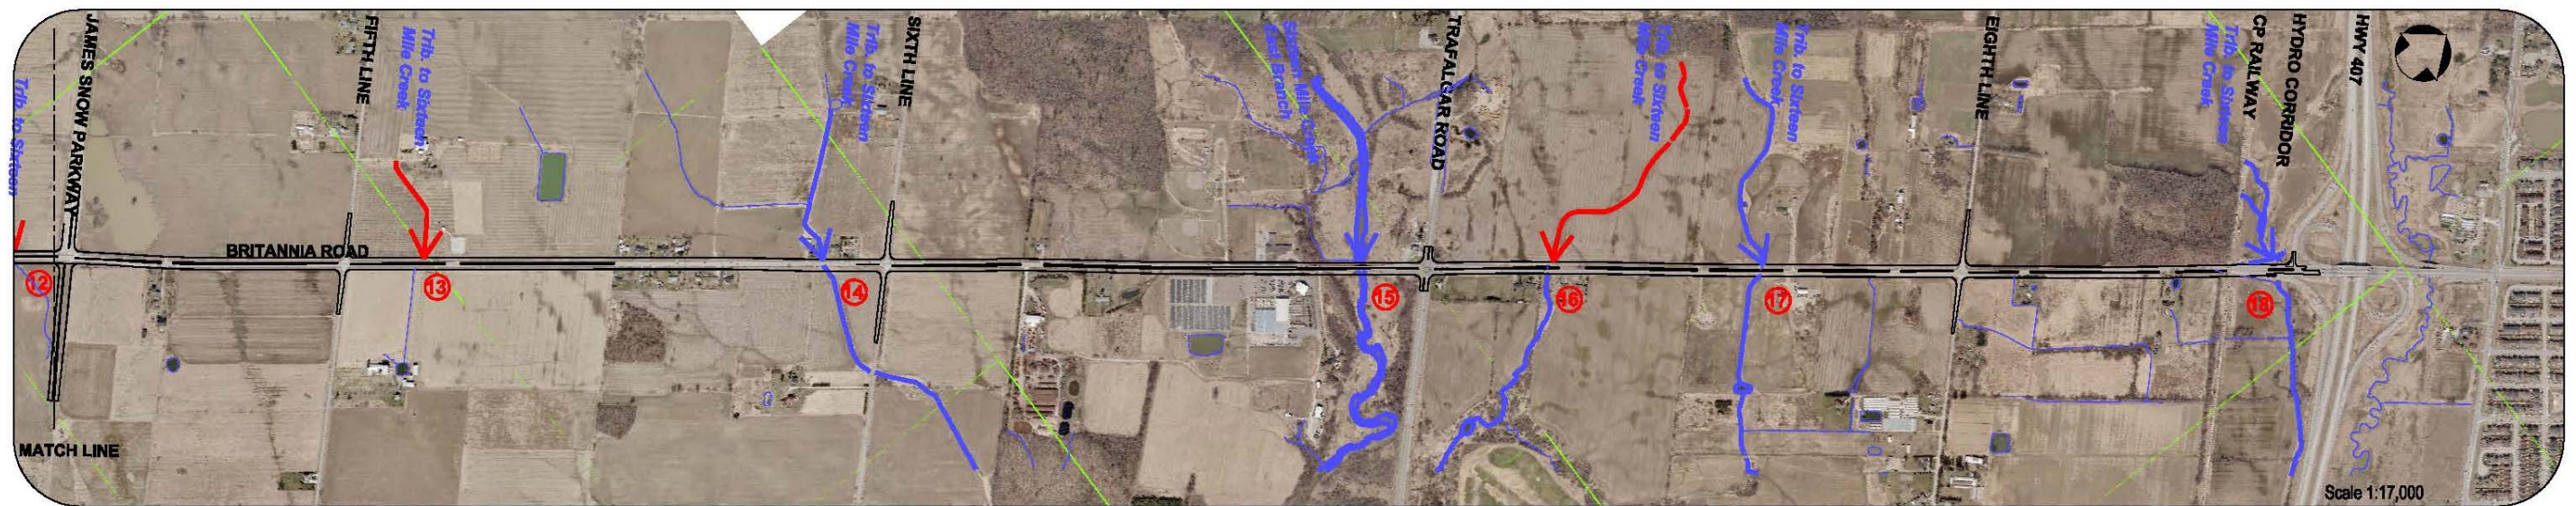 JAMES SNOW PARKWAY
FIFTH LINE
Trib. to Sixteen
Mile Creek
Trib. to Sixteen
Mile Creek
SIXTH LINE
Sixteen Mile Creek
East Branch
TRAFALGAR ROAD
Trib. to Sixteen
Mile Creek
Trib. to Sixteen
Mile Creek
EIGHTH LINE
Trib. to Sixteen
Mile Creek
CP RAILWAY
HYDRO CORRIDOR
HWY 407
Trib. to Sixteen
BRITANNIA ROAD
12
13
14
15
16
17
18
MATCH LINE
Scale 1:17,000